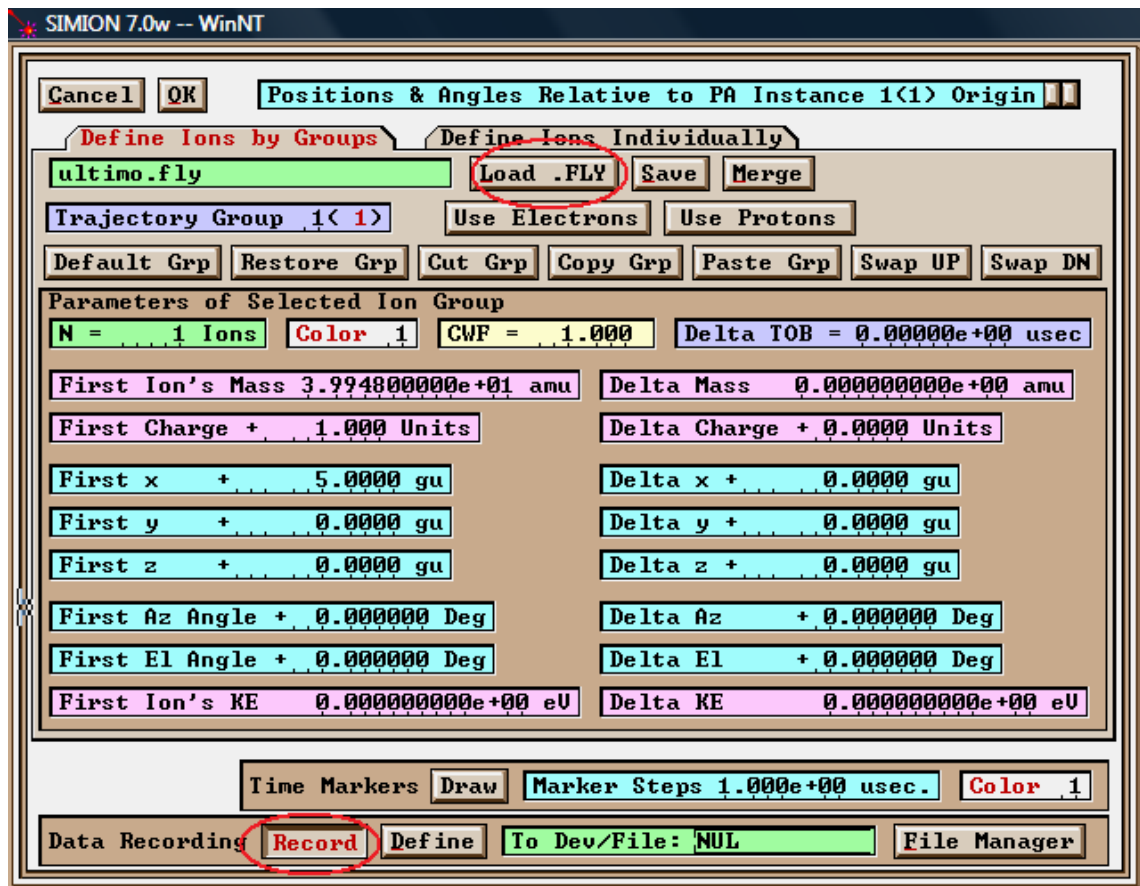 SIMION 7.0w -- WinNT
Cancel OK Positions & Angles Relative to PA Instance 1(1) Origin
Define Ions by Groups Define Ions Individually
ultimo.fly Load .FLY Save Merge
Trajectory Group 1( 1) Use Electrons Use Protons
Default Grp Restore Grp Cut Grp Copy Grp Paste Grp Swap UP Swap DN
Parameters of Selected Ion Group
N = 1 Ions Color 1 CWF = 1.000 Delta TOB = 0.00000e+00 usec
First Ion's Mass 3.994800000e+01 amu Delta Mass 0.000000000e+00 amu
First Charge + 1.000 Units Delta Charge + 0.0000 Units
First x + 5.0000 gu Delta x + 0.0000 gu
First y + 0.0000 gu Delta y + 0.0000 gu
First z + 0.0000 gu Delta z + 0.0000 gu
First Az Angle + 0.000000 Deg Delta Az + 0.000000 Deg
First El Angle + 0.000000 Deg Delta El + 0.000000 Deg
First Ion's KE 0.000000000e+00 eV Delta KE 0.000000000e+00 eV
Time Markers Draw Marker Steps 1.000e+00 usec. Color 1
Data Recording Record Define To Dev/File: NUL File Manager